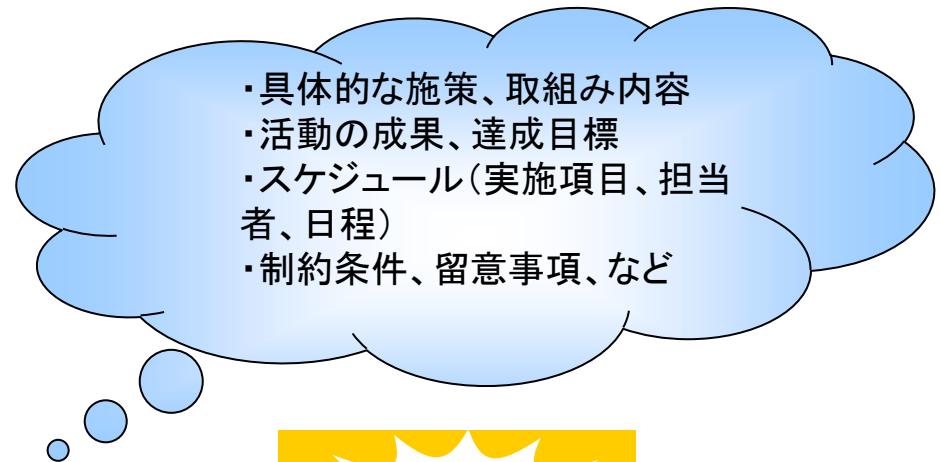 ・具体的な施策、取組み内容
・活動の成果、達成目標
・スケジュール（実施項目、担当
者、日程）
・制約条件、留意事項、など